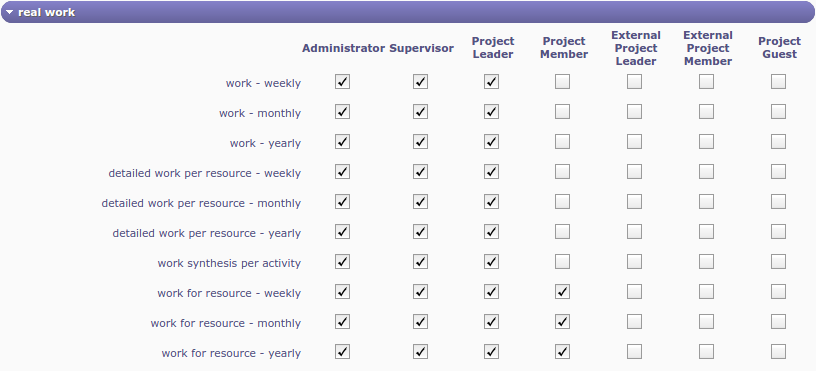 real work
Administrator Supervisor Project Leader Project Member External Project Leader External Project Member Project Guest
work - weekly
work - monthly
work - yearly
detailed work per resource - weekly
detailed work per resource - monthly
detailed work per resource - yearly
work synthesis per activity
work for resource - weekly
work for resource - monthly
work for resource - yearly